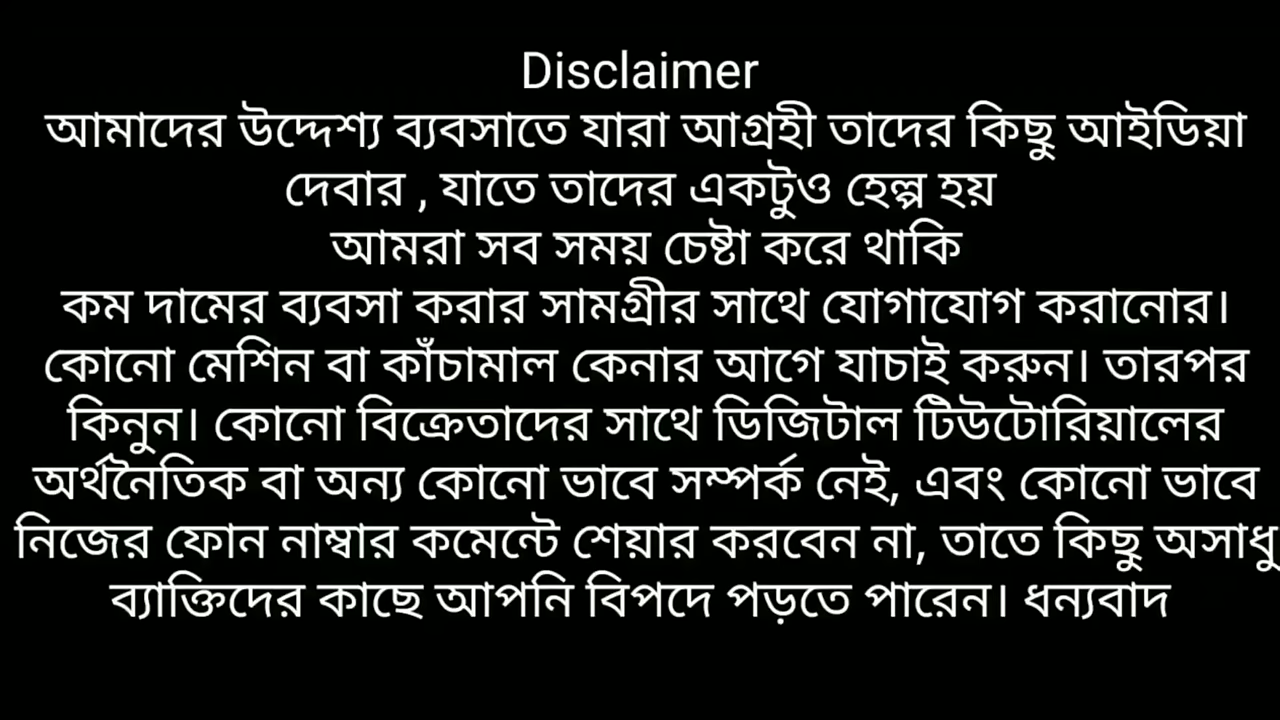 Disclaimer
আমাদের উদ্দেশ্য ব্যবসাতে যারা আগ্রহী তাদের কিছু আইডিয়া
দেবার , যাতে তাদের একটুও হেল্প হয়
আমরা সব সময় চেষ্টা করে থাকি
কম দামের ব্যবসা করার সামগ্রীর সাথে যোগাযোগ করানোর।
কোনো মেশিন বা কাঁচামাল কেনার আগে যাচাই করুন। তারপর
কিনুন। কোনো বিক্রেতাদের সাথে ডিজিটাল টিউটোরিয়ালের
অর্থনৈতিক বা অন্য কোনো ভাবে সম্পর্ক নেই, এবং কোনো ভাবে
নিজের ফোন নাম্বার কমেন্টে শেয়ার করবেন না, তাতে কিছু অসাধু
ব্যাক্তিদের কাছে আপনি বিপদে পড়তে পারেন। ধন্যবাদ